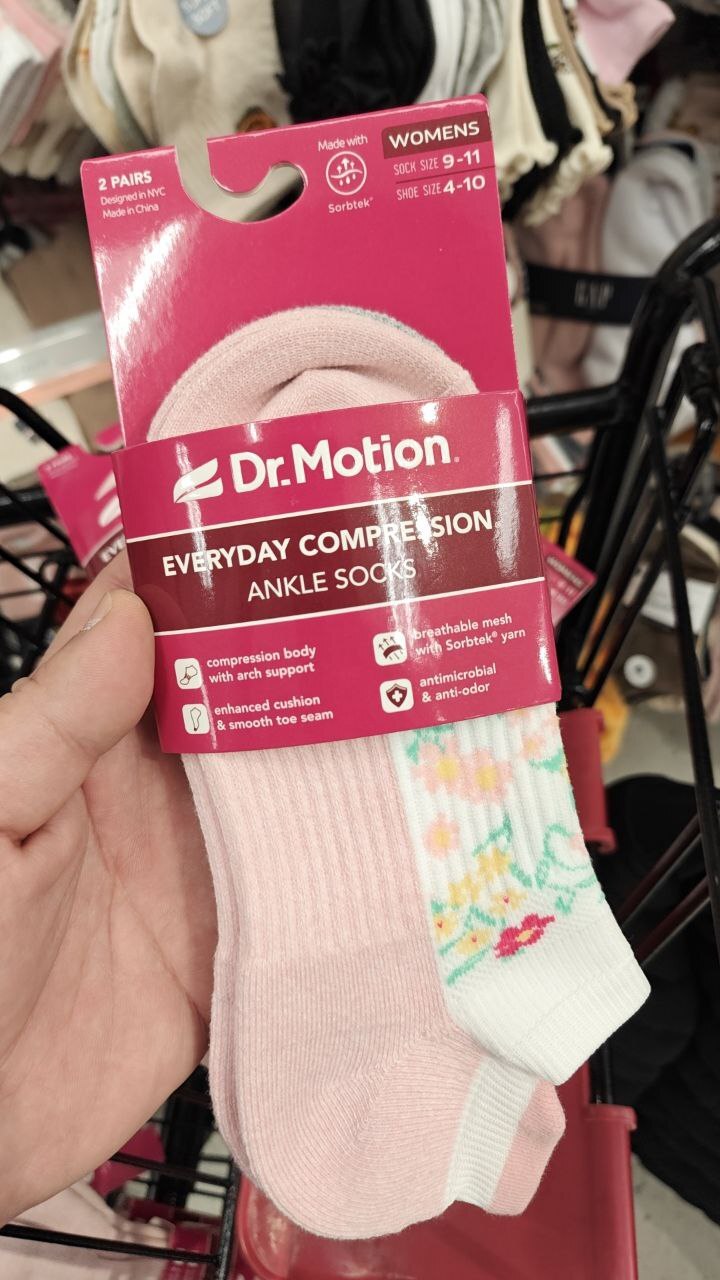 2 PAIRS
Designed in NYC
Made in China
Made with
Sorbtek
WOMENS
SOCK SIZE 9-11
SHOE SIZE 4-10
Dr.Motion®
EVERYDAY COMPRESSION
ANKLE SOCKS
compression body
with arch support
enhanced cushion
& smooth toe seam
breathable mesh
with Sorbtek® yarn
antimicrobial
& anti-odor
GAP